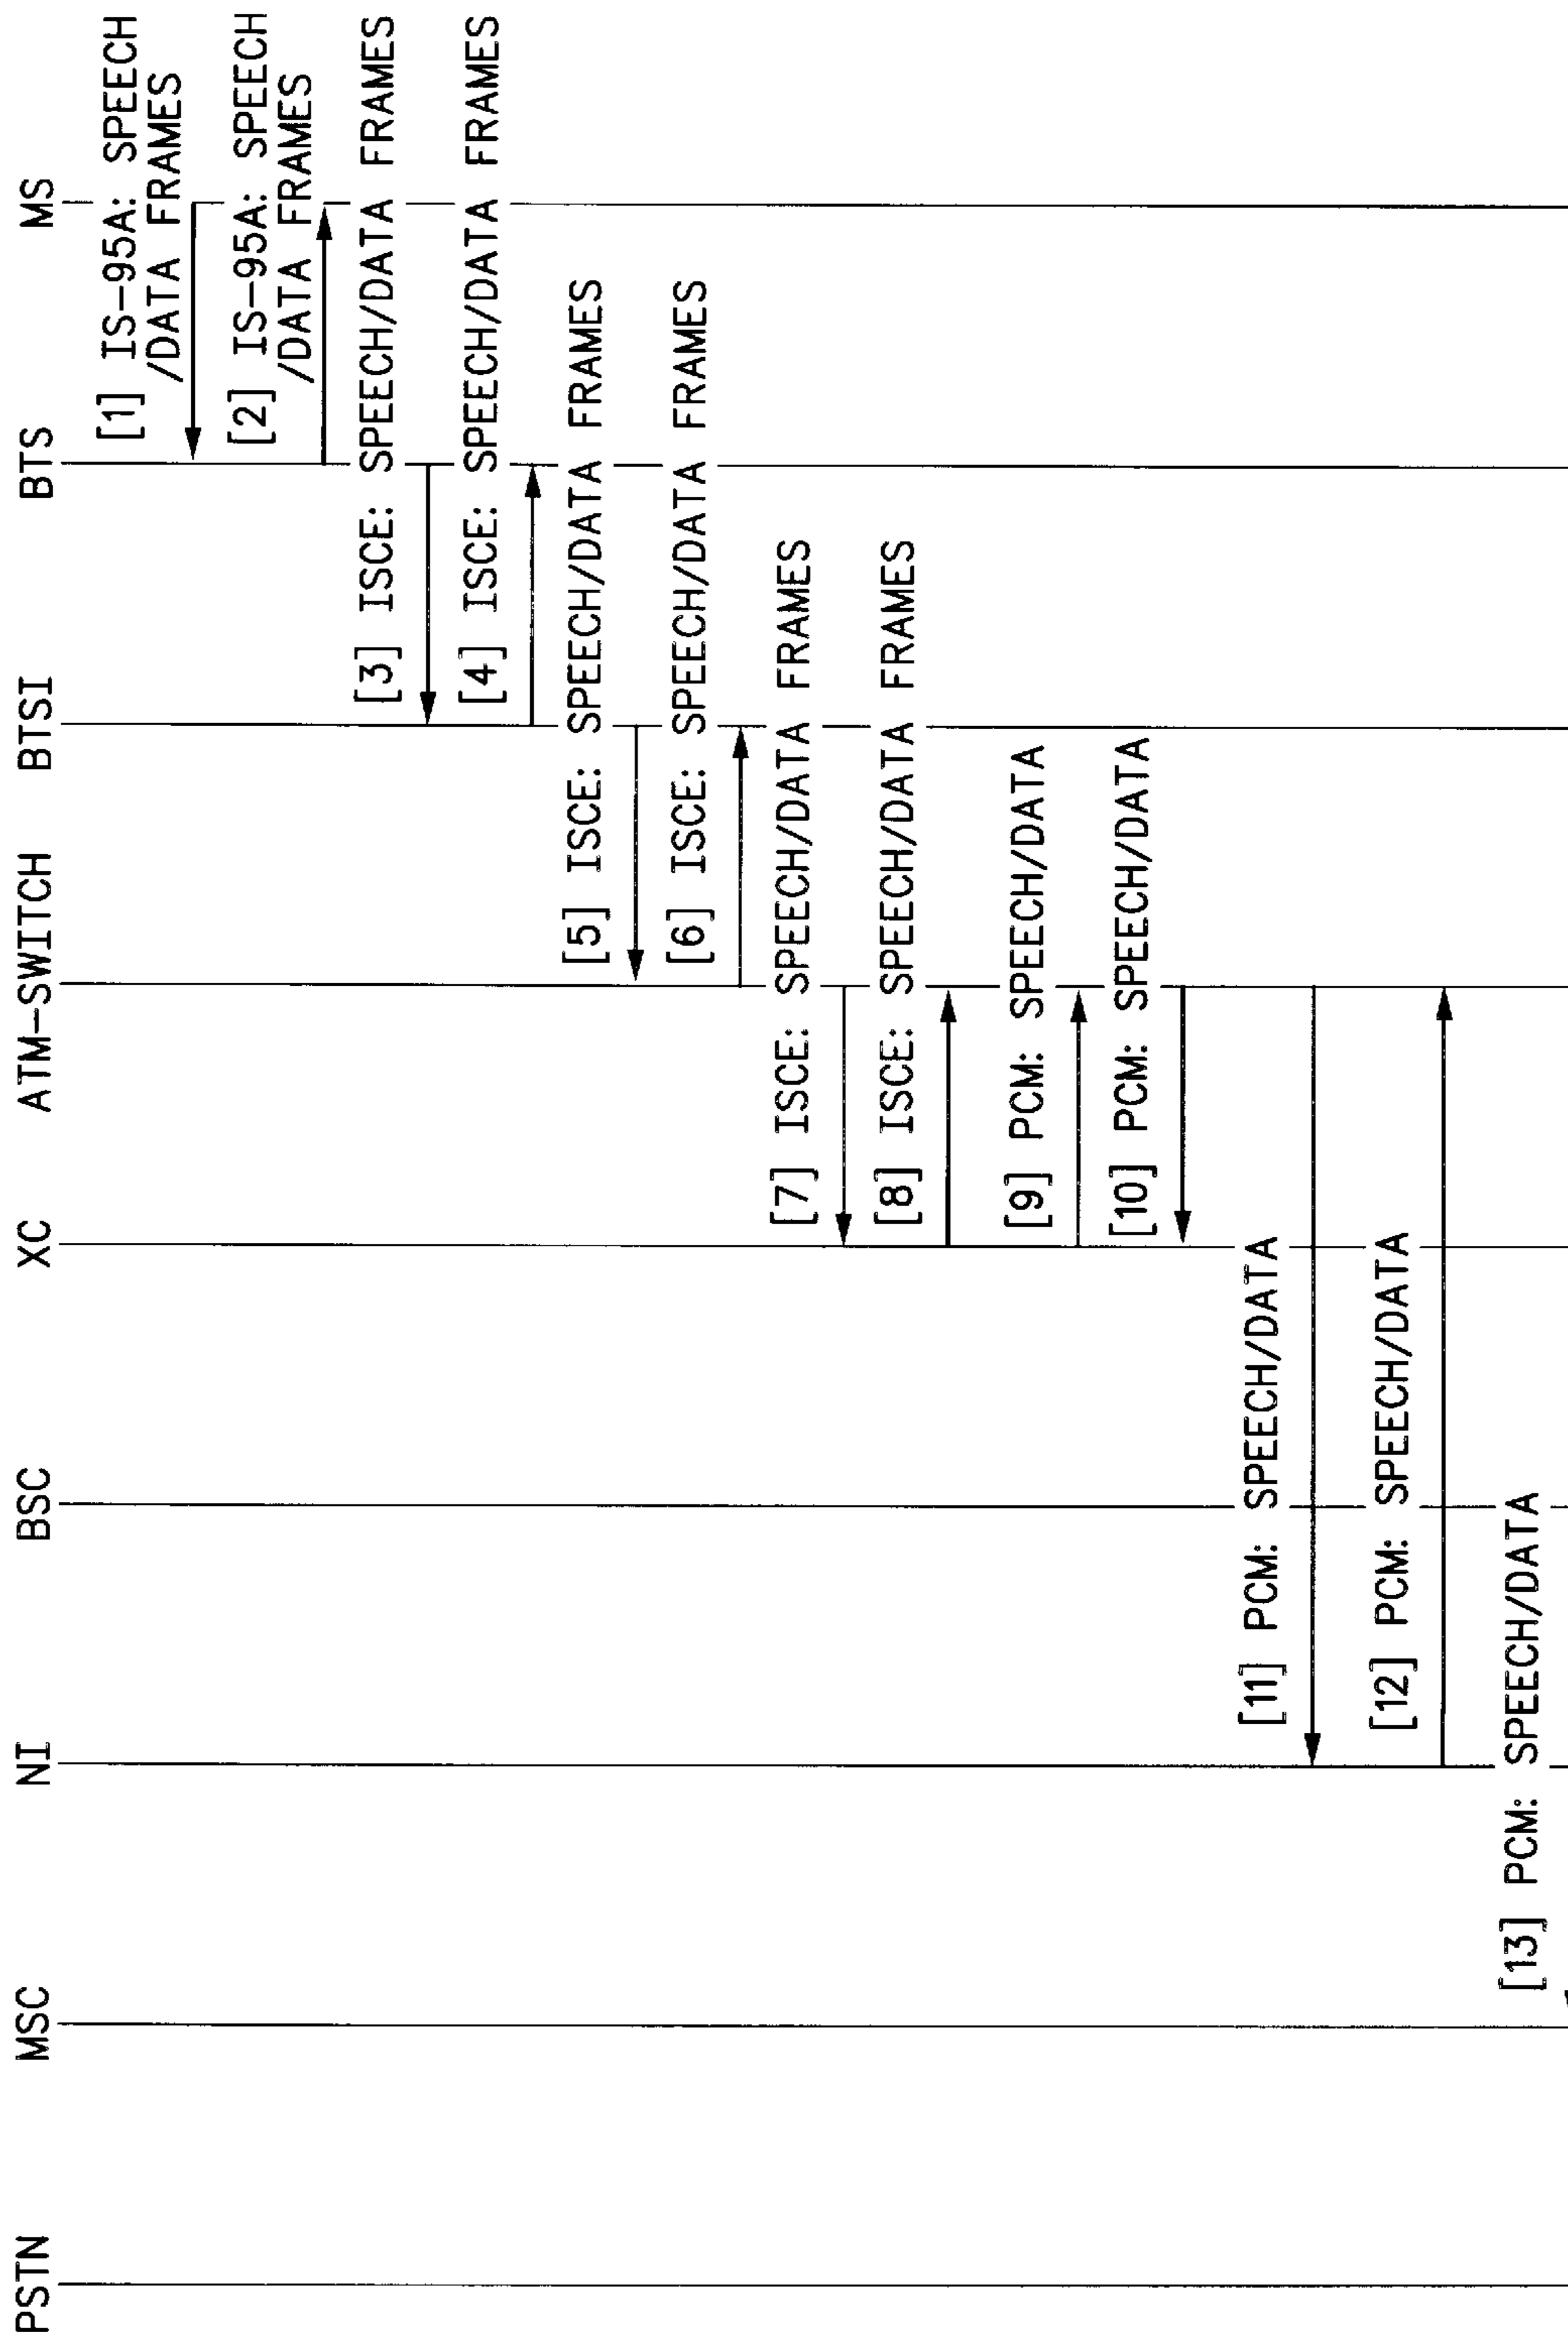 PSTN
MSC
NI
BSC
XC
ATM-SWITCH
BTSI
BTS
MS
[1] IS-95A: SPEECH
/DATA FRAMES
[2] IS-95A: SPEECH
/DATA FRAMES
[3] ISCE: SPEECH/DATA FRAMES
[4] ISCE: SPEECH/DATA FRAMES
[5] ISCE: SPEECH/DATA FRAMES
[6] ISCE: SPEECH/DATA FRAMES
[7] ISCE: SPEECH/DATA FRAMES
[8] ISCE: SPEECH/DATA FRAMES
[9] PCM: SPEECH/DATA
[10] PCM: SPEECH/DATA
[11] PCM: SPEECH/DATA
[12] PCM: SPEECH/DATA
[13] PCM: SPEECH/DATA